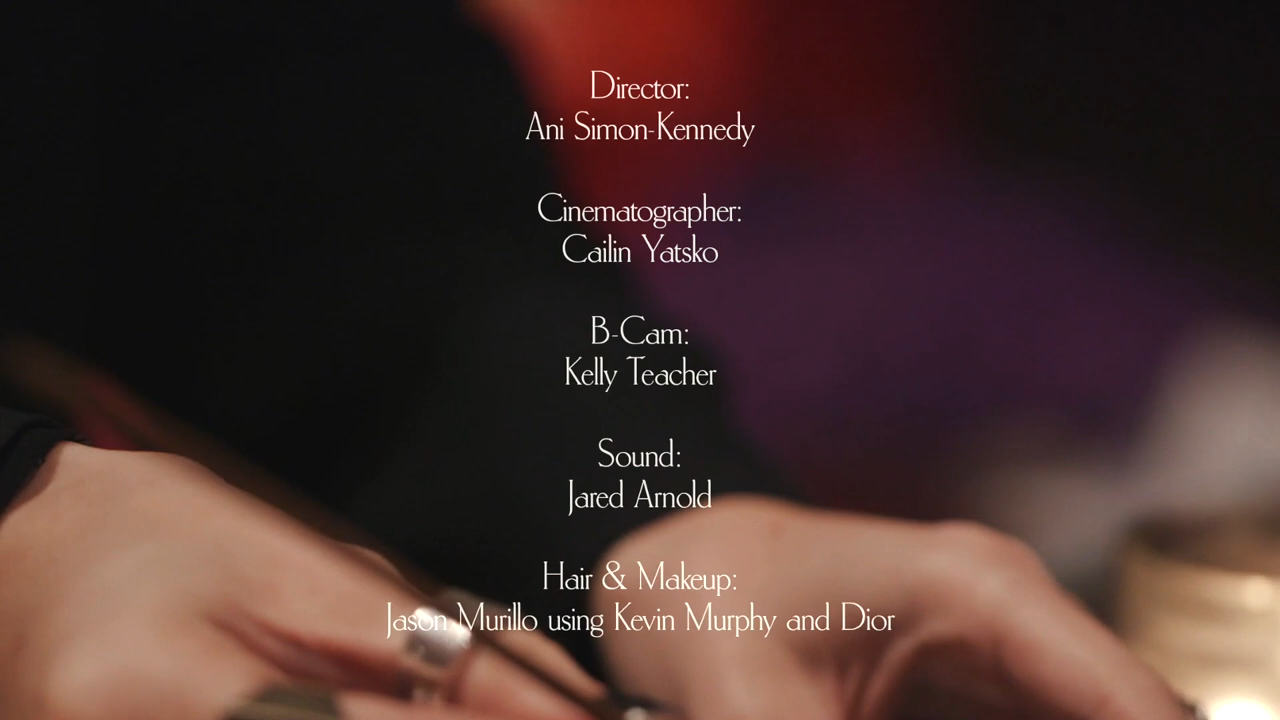 Director:
Ani Simon-Kennedy
Cinematographer:
Cailin Yatsko
B-Cam:
Kelly Teacher
Sound:
Jared Arnold
Hair & Makeup:
Jason Murillo using Kevin Murphy and Dior